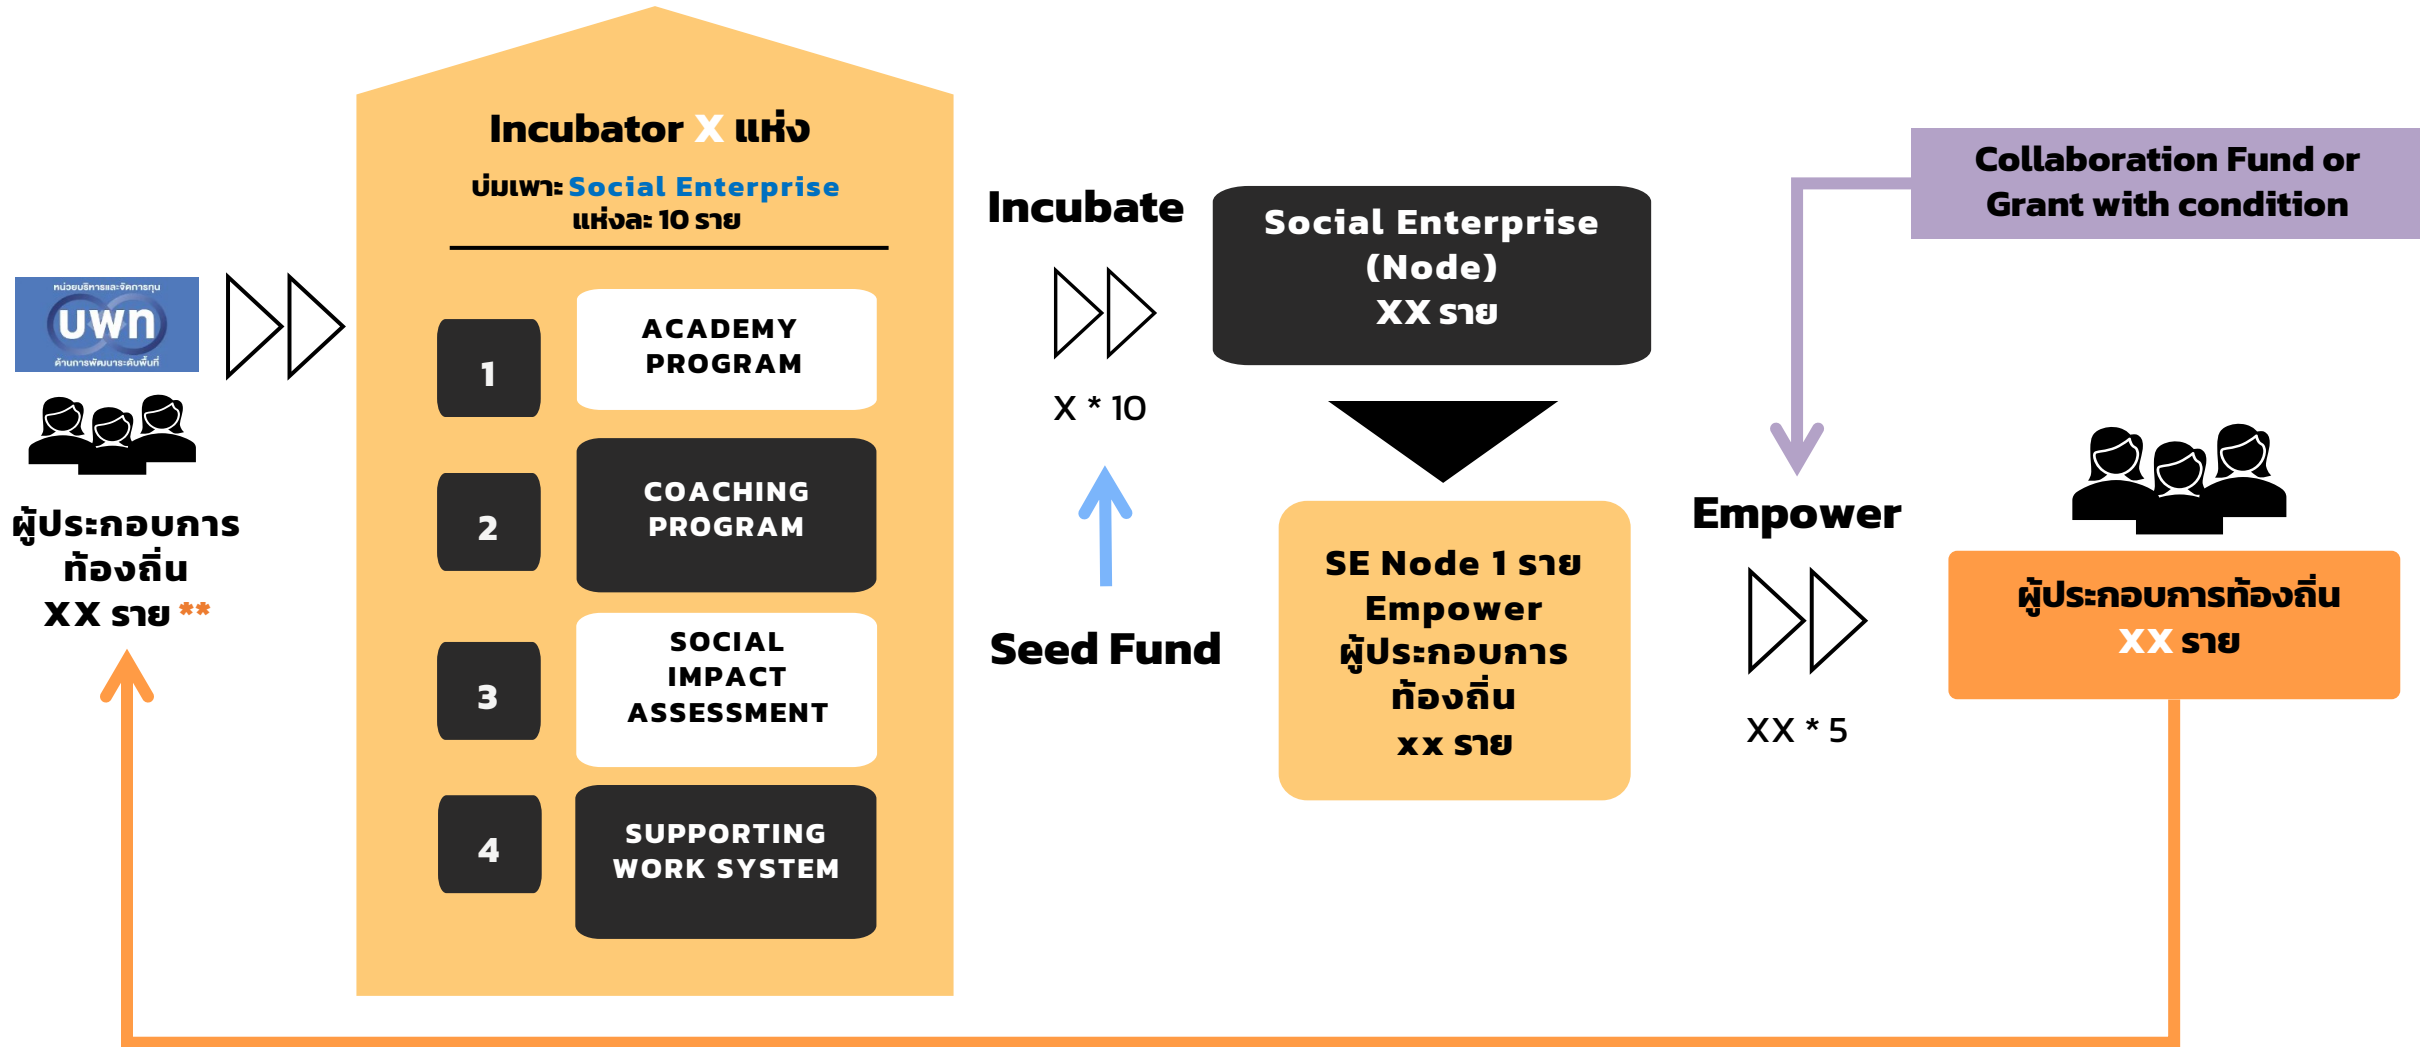 หน่วยบริหารและจัดการทุน
บพท
ด้านการพัฒนาระดับพื้นที่
ผู้ประกอบการ
ท้องถิ่น
XX ราย **
Incubator X แห่ง
บ่มเพาะ Social Enterprise
แห่งละ 10 ราย
1
ACADEMY
PROGRAM
2
COACHING
PROGRAM
3
SOCIAL
IMPACT
ASSESSMENT
4
SUPPORTING
WORK SYSTEM
Incubate
X * 10
Seed Fund
Social Enterprise
(Node)
XX ราย
SE Node 1 ราย
Empower
ผู้ประกอบการ
ท้องถิ่น
xx ราย
Collaboration Fund or
Grant with condition
Empower
XX * 5
ผู้ประกอบการท้องถิ่น
XX ราย